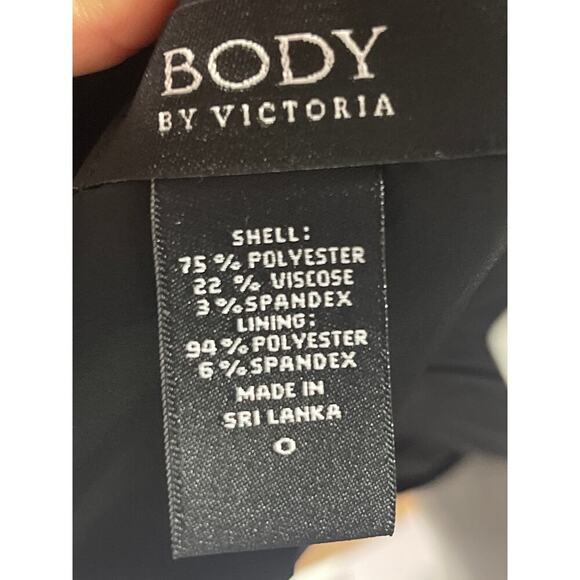 BODY
BY VICTORIA
SHELL:
75 % POLYESTER
22 % VISCOSE
3 %SPANDEX
LINING:
94 % POLYESTER
6 % SPANDEX
MADE IN
SRI LANKA
0